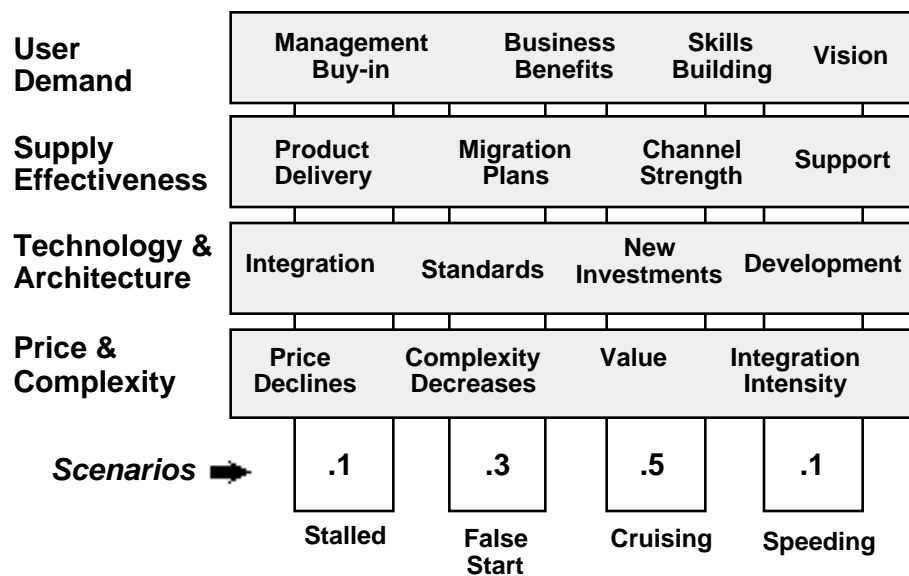 User
Demand
Management
Buy-in
Business
Benefits
Skills
Building
Vision
Supply
Effectiveness
Product
Delivery
Migration
Plans
Channel
Strength
Support
Technology &
Architecture
Integration
Standards
New
Investments
Development
Price &
Complexity
Price
Declines
Complexity
Decreases
Value
Integration
Intensity
Scenarios
.1
.3
.5
.1
Stalled
False
Start
Cruising
Speeding